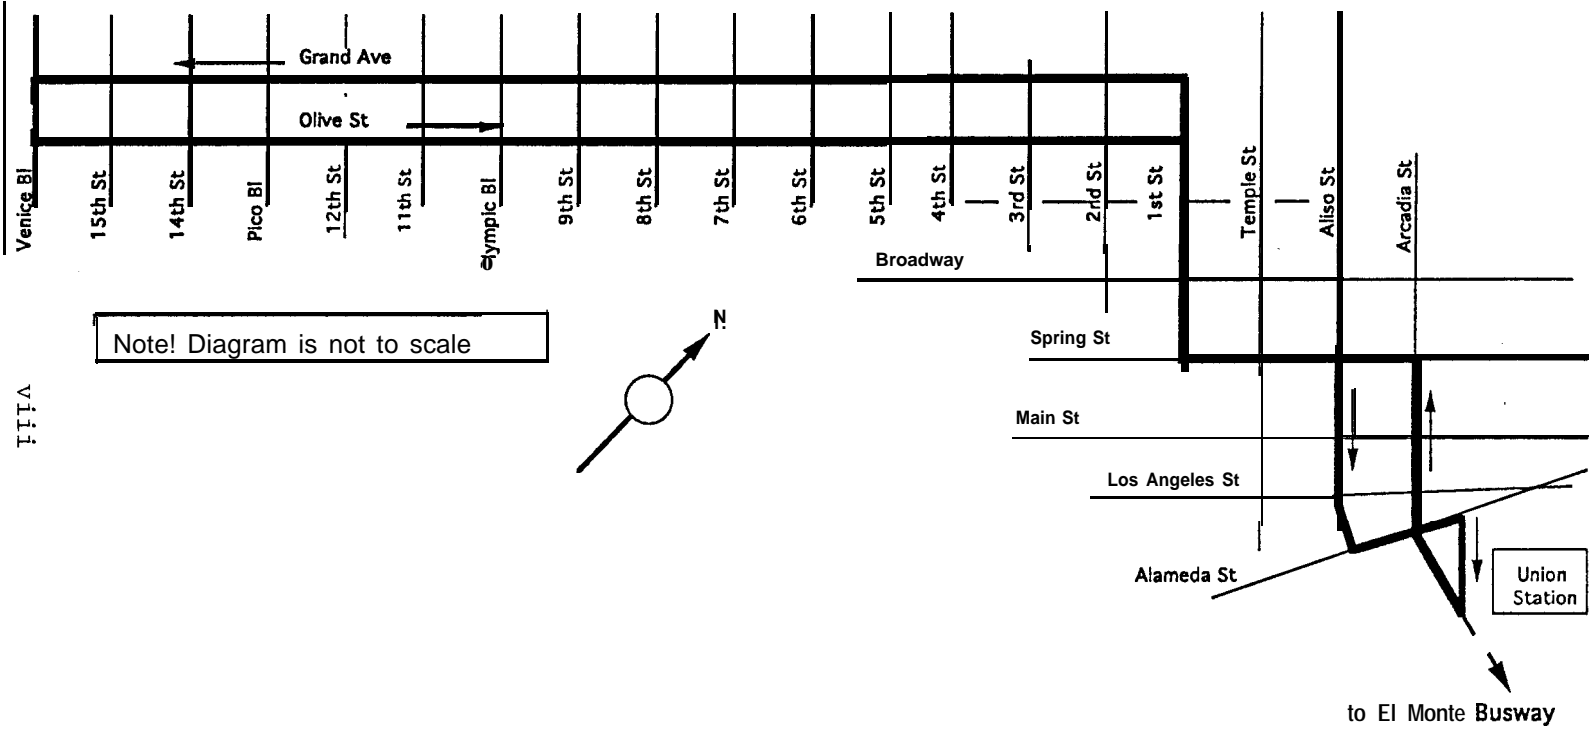 Grand Ave
Olive St
Venice Bl
15th St
14th St
Pico Bl
12th St
11th St
Olympic Bl
9th St
8th St
7th St
6th St
5th St
4th St
3rd St
2nd St
1st St
Temple St
Aliso St
Arcadia St
Broadway
N
Note! Diagram is not to scale
Spring St
viii
Main St
Los Angeles St
Alameda St
Union
Station
to El Monte Busway